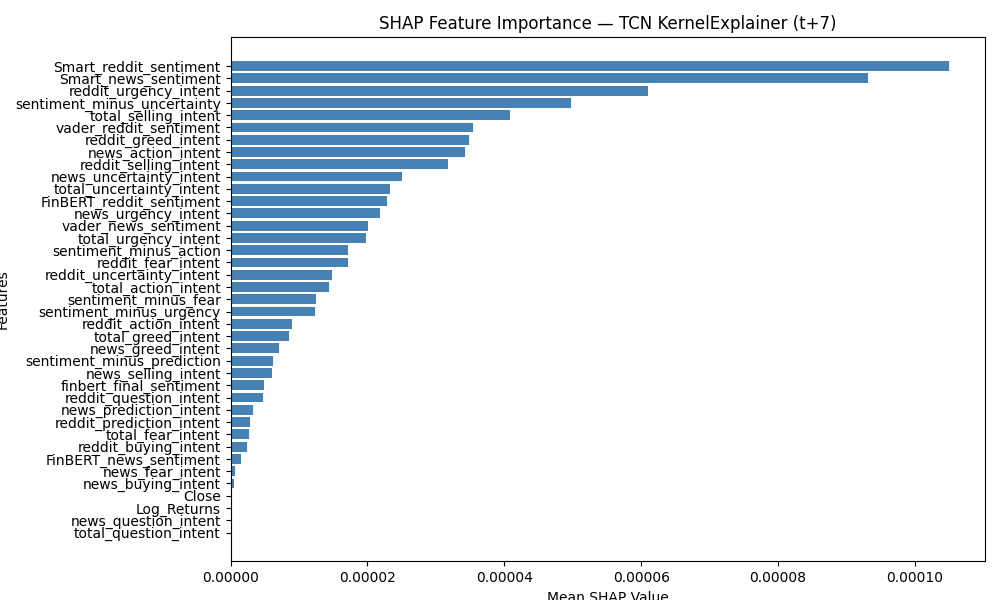 SHAP Feature Importance — TCN KernelExplainer (t+7)
Smart_reddit_sentiment
Smart_news_sentiment
reddit_urgency_intent
sentiment_minus_uncertainty
total_selling_intent
vader_reddit_sentiment
reddit_greed_intent
news_action_intent
reddit_selling_intent
news_uncertainty_intent
total_uncertainty_intent
FinBERT_reddit_sentiment
news_urgency_intent
vader_news_sentiment
total_urgency_intent
sentiment_minus_action
reddit_fear_intent
reddit_uncertainty_intent
total_action_intent
sentiment_minus_fear
sentiment_minus_urgency
reddit_action_intent
total_greed_intent
news_greed_intent
sentiment_minus_prediction
news_selling_intent
finbert_final_sentiment
reddit_question_intent
news_prediction_intent
reddit_prediction_intent
total_fear_intent
reddit_buying_intent
FinBERT_news_sentiment
news_fear_intent
news_buying_intent
Close
Log_Returns
news_question_intent
total_question_intent
Features
0.00000 0.00002 0.00004 0.00006 0.00008 0.00010
Mean SHAP Value